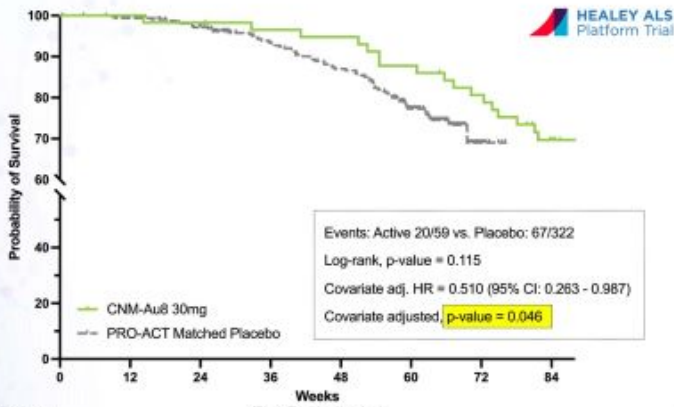 HEALEY ALS
Platform Trial
Probability of Survival
100
90
80
70
60
40
20
0
Events: Active 20/59 vs. Placebo: 67/322
Log-rank, p-value = 0.115
Covariate adj. HR = 0.510 (95% CI: 0.263 - 0.987)
Covariate adjusted, p-value = 0.046
CNM-Au8 30mg
PRO-ACT Matched Placebo
0 12 24 36 48 60 72 84
Weeks